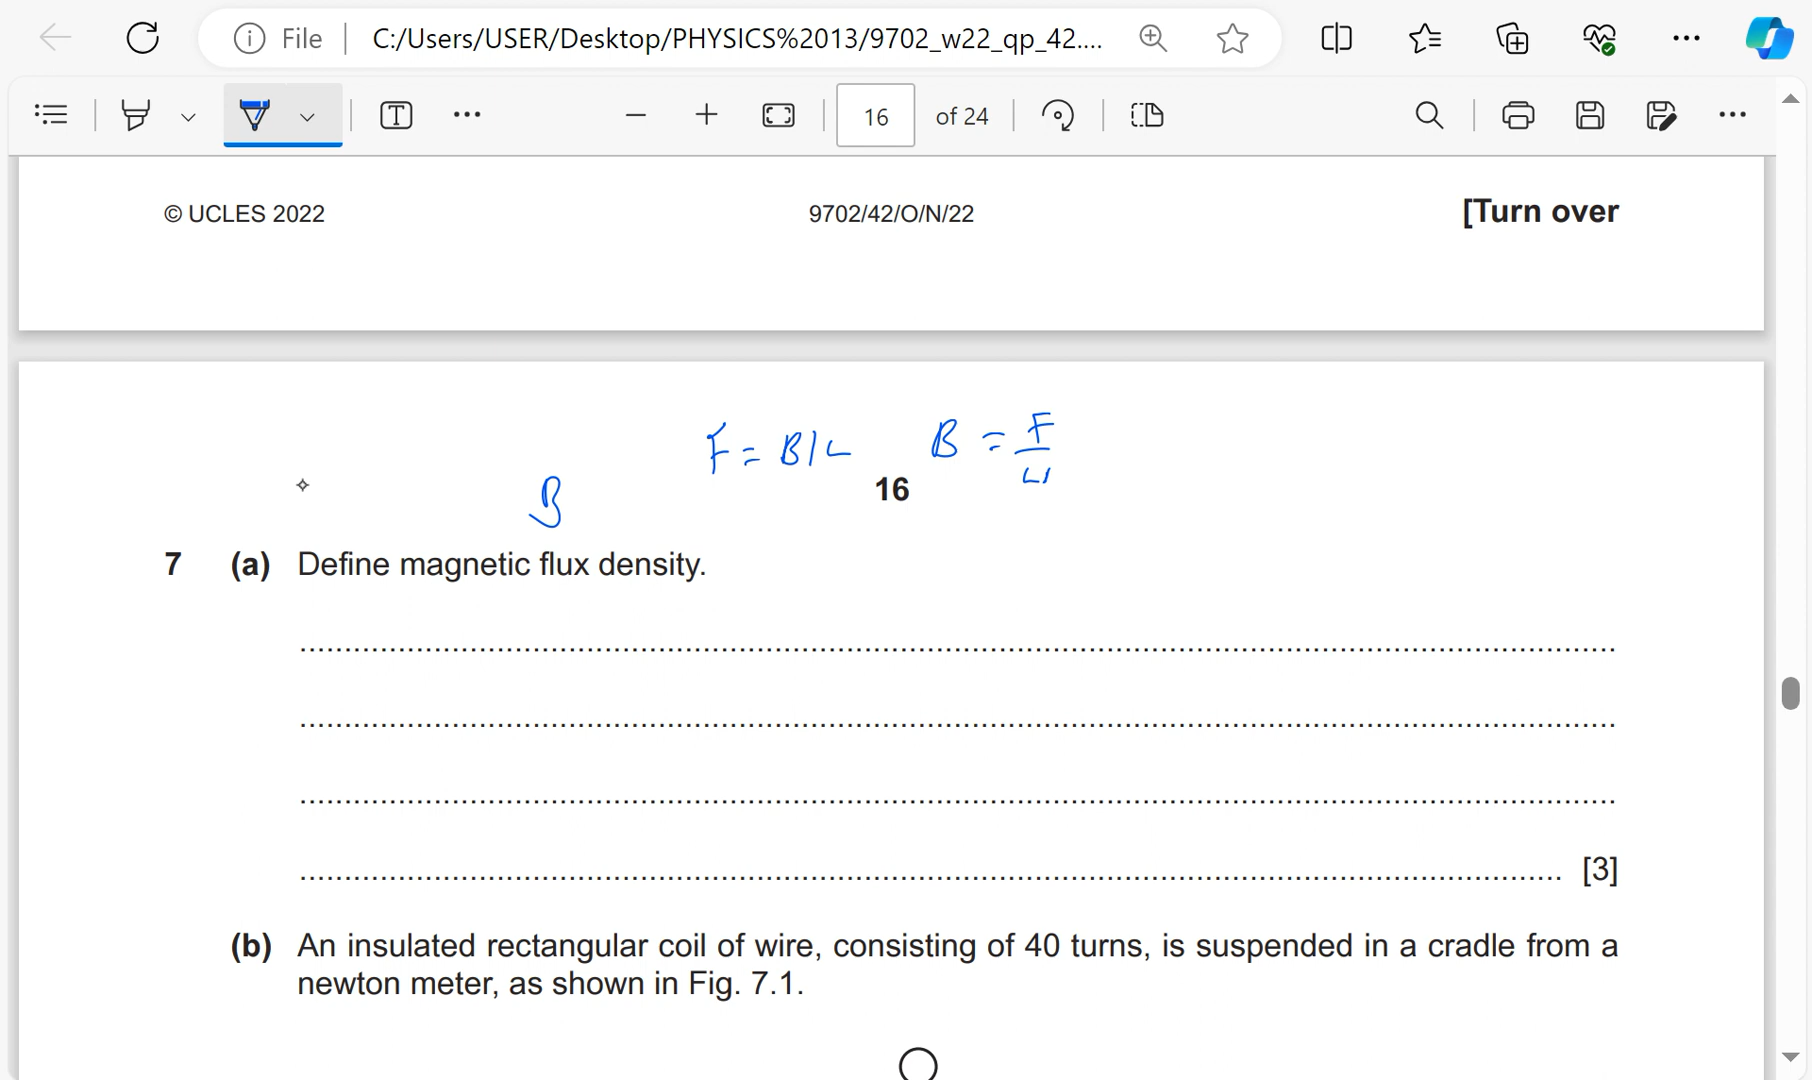 File
C:/Users/USER/Desktop/PHYSICS%2013/9702_w22_qp_42....
16 of 24
© UCLES 2022 9702/42/O/N/22 [Turn over
F = BIL B = F/LI
B
16
7 (a) Define magnetic flux density.
...................................................................................................................................................
...................................................................................................................................................
...................................................................................................................................................
............................................................................................................................................. [3]
(b) An insulated rectangular coil of wire, consisting of 40 turns, is suspended in a cradle from a
newton meter, as shown in Fig. 7.1.